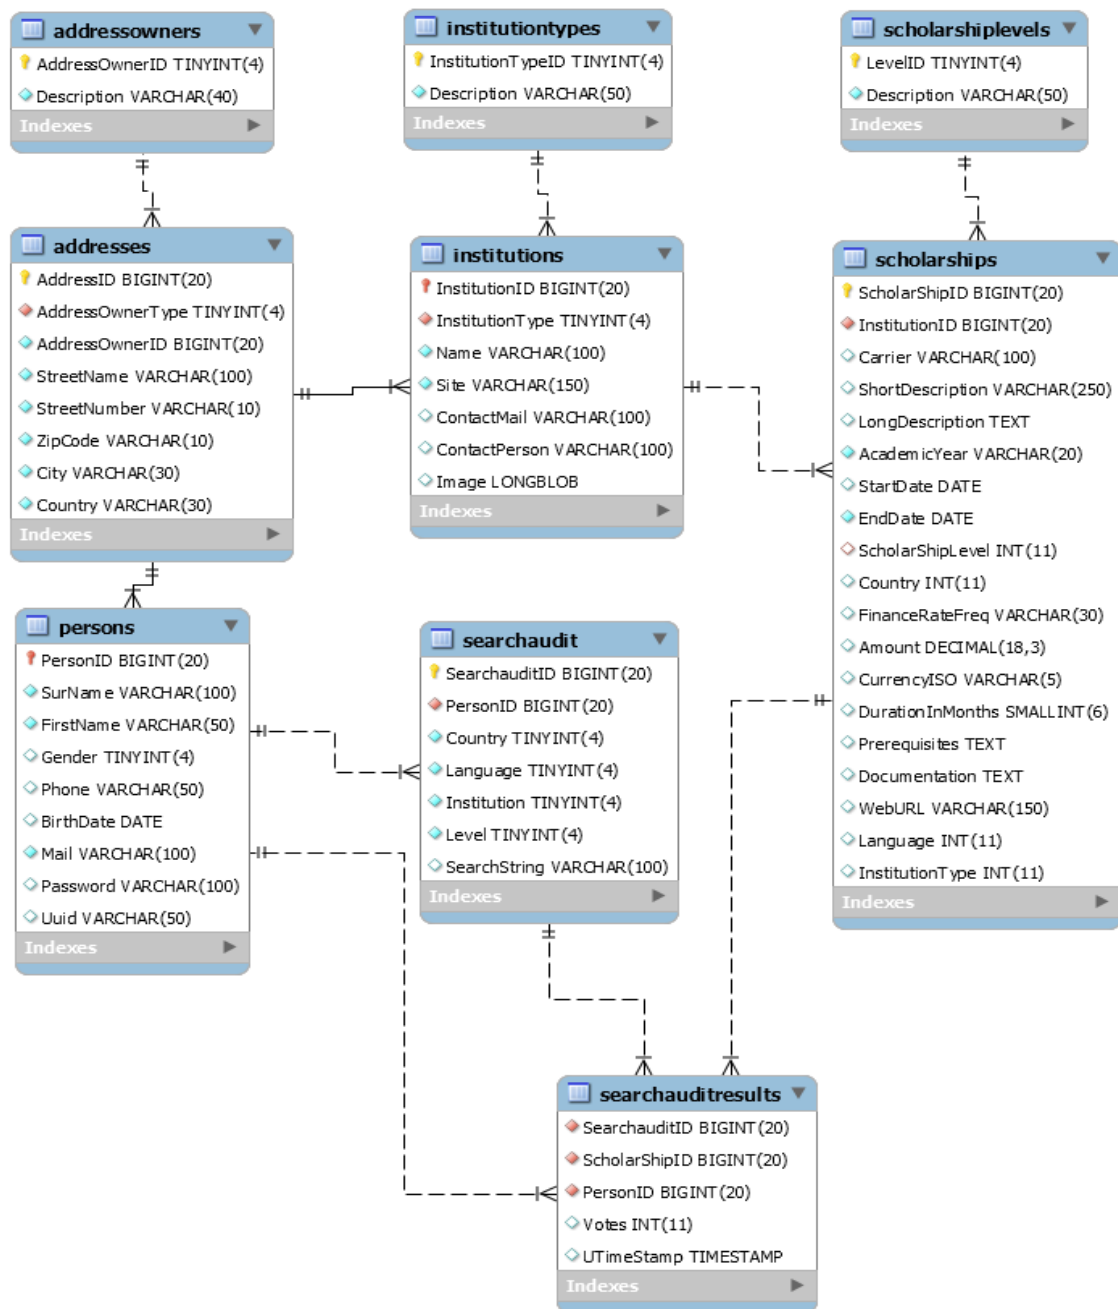 addressowners
AddressOwnerID TINYINT(4)
Description VARCHAR(40)
Indexes
institutiontypes
InstitutionTypeID TINYINT(4)
Description VARCHAR(50)
Indexes
scholarshiplevels
LevelID TINYINT(4)
Description VARCHAR(50)
Indexes
addresses
AddressID BIGINT(20)
AddressOwnerType TINYINT(4)
AddressOwnerID BIGINT(20)
StreetName VARCHAR(100)
StreetNumber VARCHAR(10)
ZipCode VARCHAR(10)
City VARCHAR(30)
Country VARCHAR(30)
Indexes
institutions
InstitutionID BIGINT(20)
InstitutionType TINYINT(4)
Name VARCHAR(100)
Site VARCHAR(150)
ContactMail VARCHAR(100)
ContactPerson VARCHAR(100)
Image LONGBLOB
Indexes
scholarships
ScholarShipID BIGINT(20)
InstitutionID BIGINT(20)
Carrier VARCHAR(100)
ShortDescription VARCHAR(250)
LongDescription TEXT
AcademicYear VARCHAR(20)
StartDate DATE
EndDate DATE
ScholarShipLevel INT(11)
Country INT(11)
FinanceRateFreq VARCHAR(30)
Amount DECIMAL(18,3)
CurrencyISO VARCHAR(5)
DurationInMonths SMALLINT(6)
Prerequisites TEXT
Documentation TEXT
WebURL VARCHAR(150)
Language INT(11)
InstitutionType INT(11)
Indexes
persons
PersonID BIGINT(20)
SurName VARCHAR(100)
FirstName VARCHAR(50)
Gender TINYINT(4)
Phone VARCHAR(50)
BirthDate DATE
Mail VARCHAR(100)
Password VARCHAR(100)
Uuid VARCHAR(50)
Indexes
searchaudit
SearchauditID BIGINT(20)
PersonID BIGINT(20)
Country TINYINT(4)
Language TINYINT(4)
Institution TINYINT(4)
Level TINYINT(4)
SearchString VARCHAR(100)
Indexes
searchauditresults
SearchauditID BIGINT(20)
ScholarShipID BIGINT(20)
PersonID BIGINT(20)
Votes INT(11)
UTimeStamp TIMESTAMP
Indexes